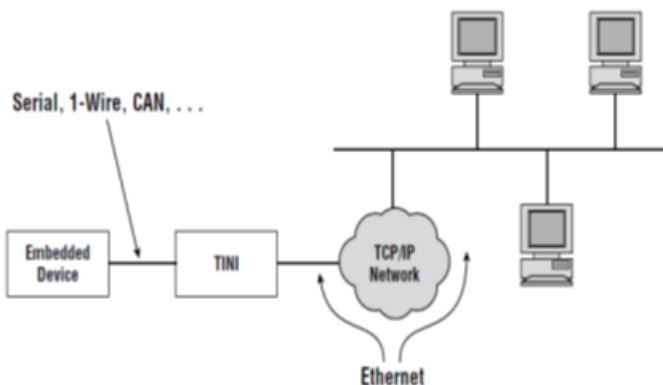 Serial, 1-Wire, CAN, . . .
Embedded
Device
TINI
TCP/IP
Network
Ethernet